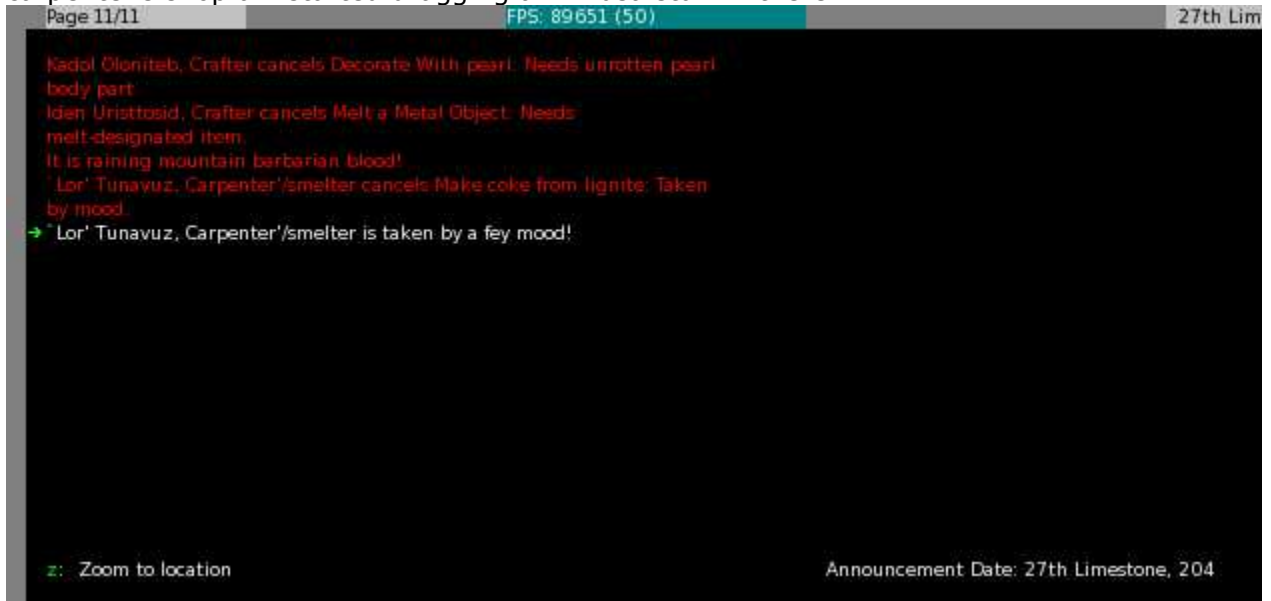 Page 11/11
FPS: 89651 (50)
27th Lim
Kadol Oloniteb, Crafter cancels Decorate With pearl: Needs unrotten pearl
body part.
Iden Uristtosid, Crafter cancels Melt a Metal Object: Needs
melt-designated item.
It is raining mountain barbarian blood!
`Lor' Tunavuz, Carpenter'/smelter cancels Make coke from lignite: Taken
by mood.
→ `Lor' Tunavuz, Carpenter'/smelter is taken by a fey mood!
z: Zoom to location
Announcement Date: 27th Limestone, 204